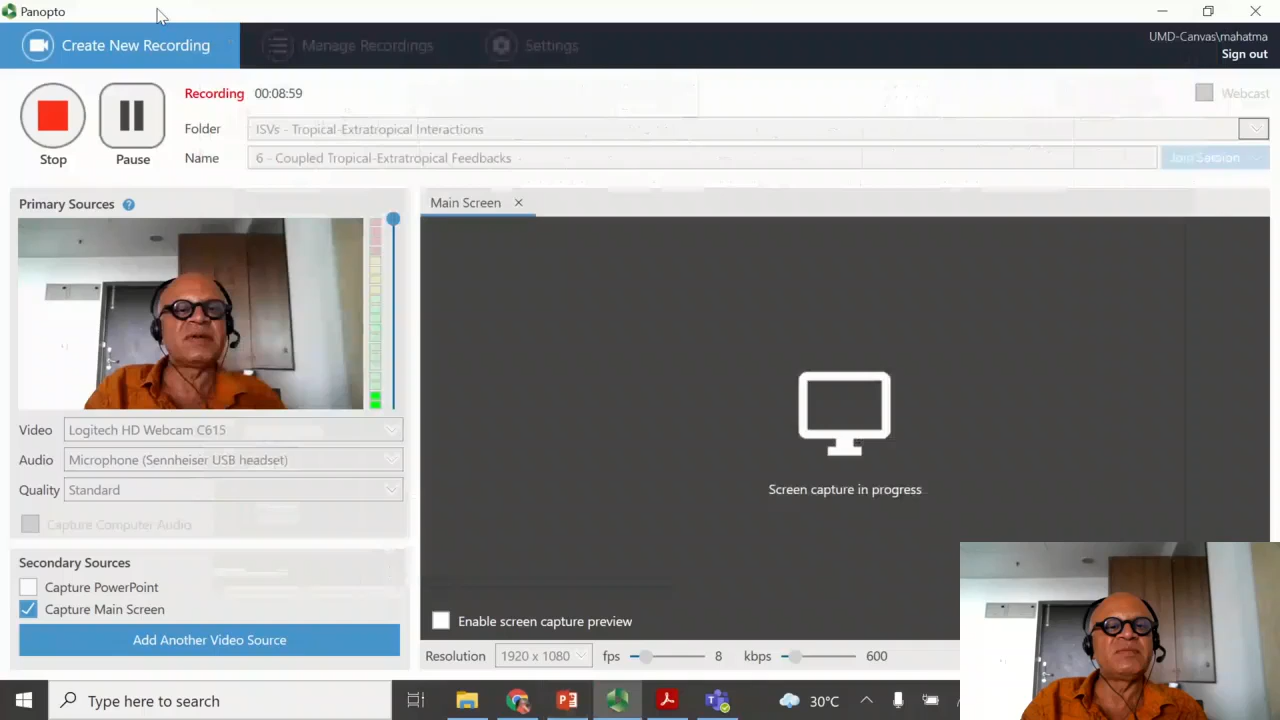 Panopto
Create New Recording
Manage Recordings
Settings
UMD-Canvas\mahatma
Sign out
Recording 00:08:59
Webcast
Folder ISVs - Tropical-Extratropical Interactions
Name 6 - Coupled Tropical-Extratropical Feedbacks
Join Session
Stop
Pause
Primary Sources ?
Main Screen
Video Logitech HD Webcam C615
Audio Microphone (Sennheiser USB headset)
Quality Standard
Capture Computer Audio
Screen capture in progress
Secondary Sources
Capture PowerPoint
Capture Main Screen
Add Another Video Source
Enable screen capture preview
Resolution 1920 x 1080 fps 8 kbps 600
Type here to search
30°C